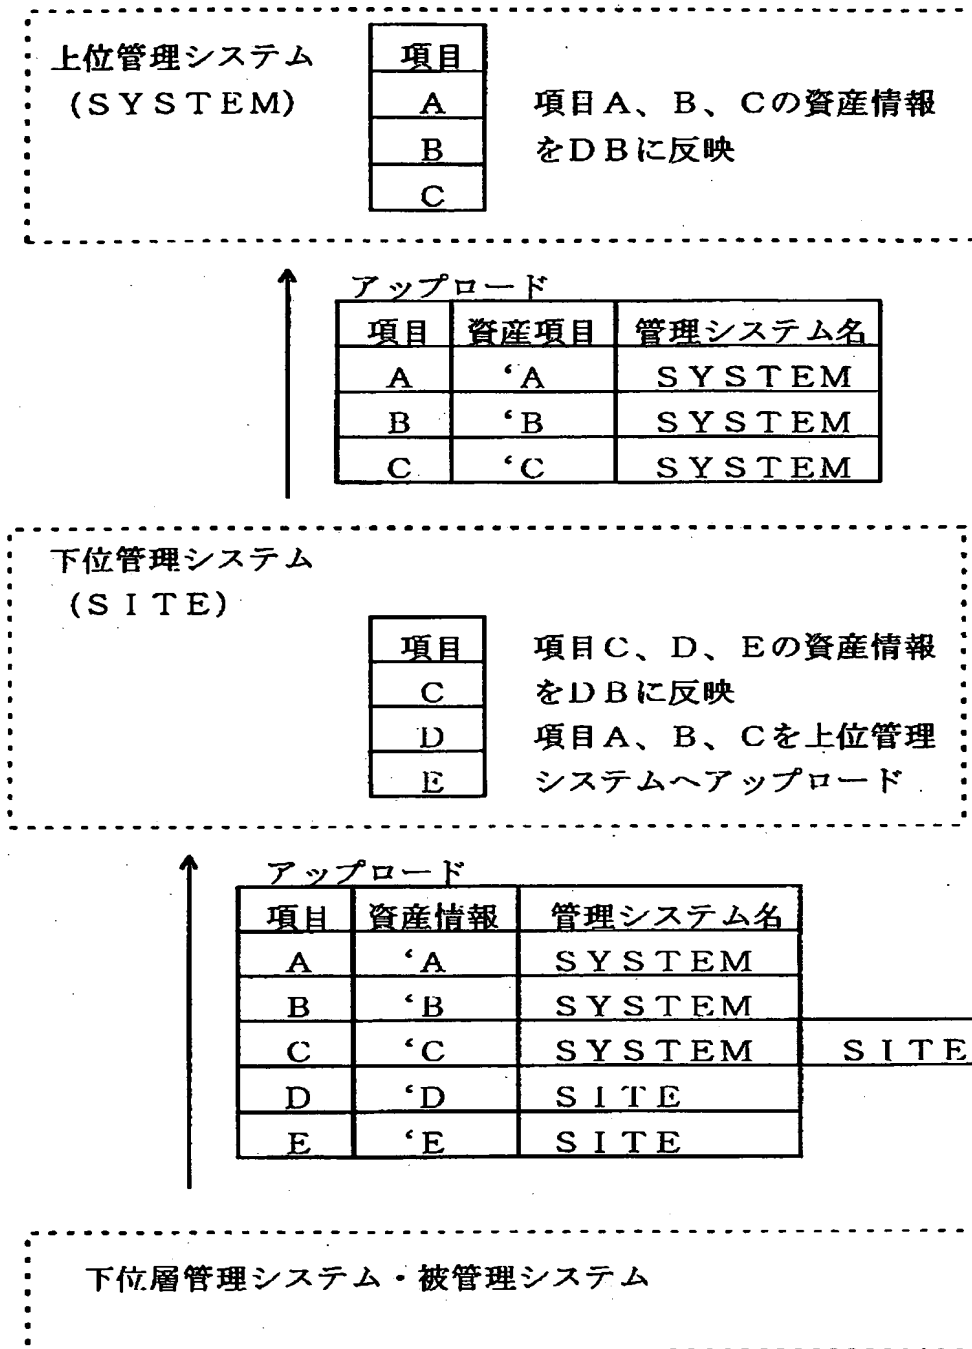 上位管理システム
(SYSTEM)
項目
A
B
C
項目A、B、Cの資産情報
をDBに反映
アップロード
項目 資産項目 管理システム名
A ‘A SYSTEM
B ‘B SYSTEM
C ‘C SYSTEM
下位管理システム
(SITE)
項目
C
D
E
項目C、D、Eの資産情報
をDBに反映
項目A、B、Cを上位管理
システムへアップロード
アップロード
項目 資産情報 管理システム名
A ‘A SYSTEM
B ‘B SYSTEM
C ‘C SYSTEM SITE
D ‘D SITE
E ‘E SITE
下位層管理システム・被管理システム